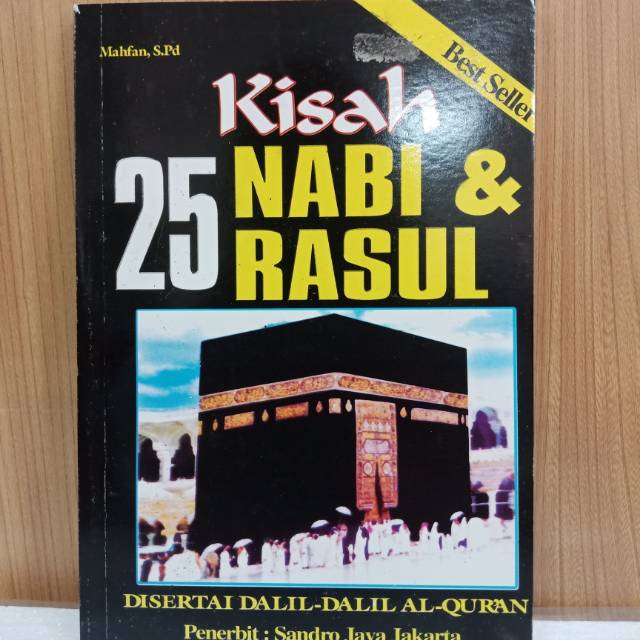 Mahfan, S.Pd
Best Seller
Kisah
25 NABI &
RASUL
DISERTAI DALIL-DALIL AL-QUR'AN
Penerbit : Sandro Jaya Jakarta